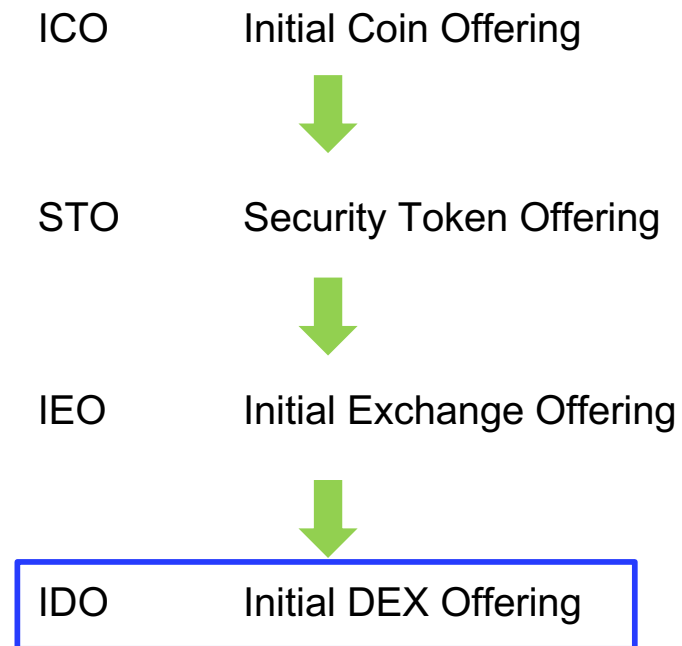 ICO Initial Coin Offering
STO Security Token Offering
IEO Initial Exchange Offering
IDO Initial DEX Offering